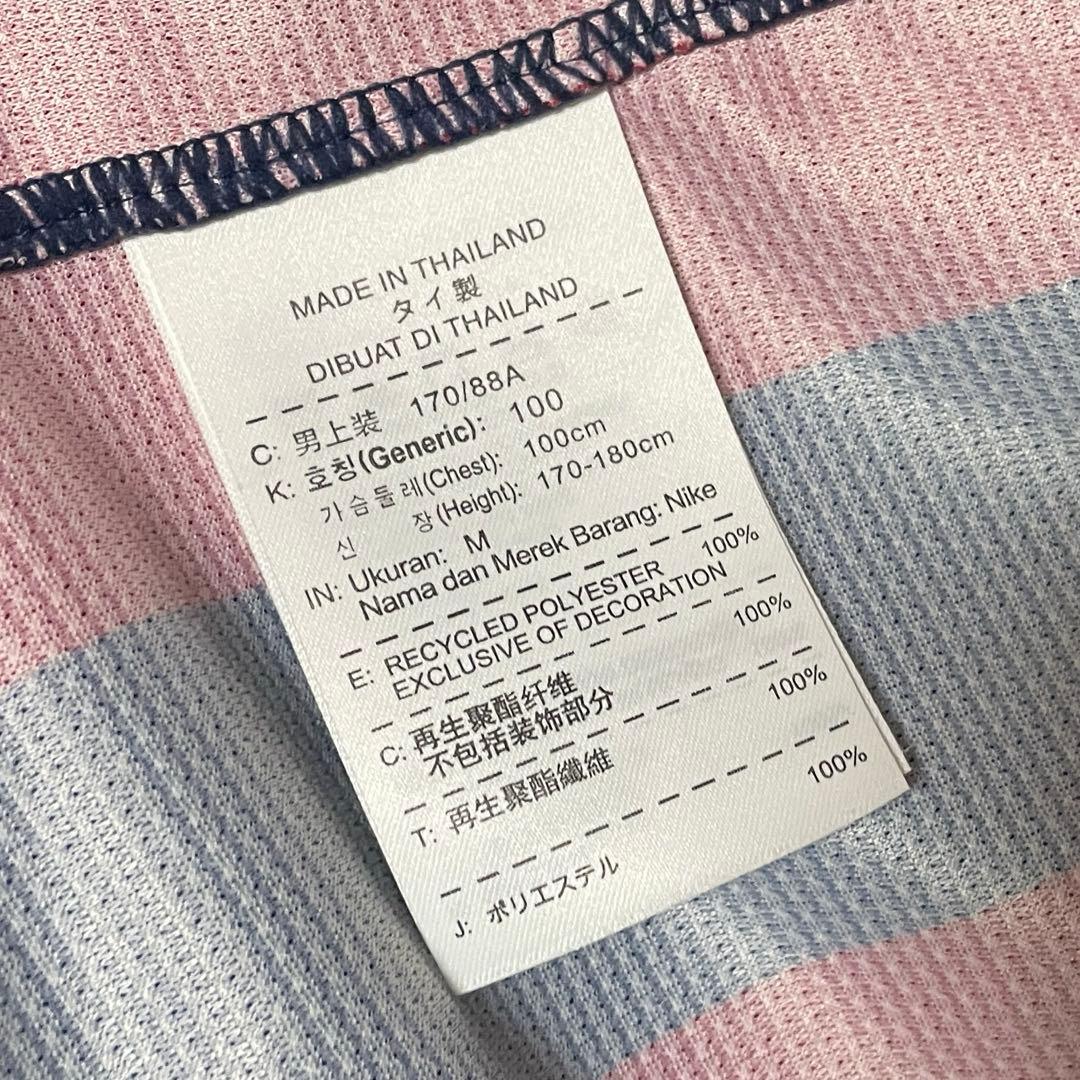 MADE IN THAILAND
タイ製
DIBUAT DI THAILAND
C: 男上装 170/88A
K: 호칭(Generic): 100
가슴둘레(Chest): 100cm
신 장(Height): 170-180cm
IN: Ukuran: M
Nama dan Merek Barang: Nike
E: RECYCLED POLYESTER 100%
EXCLUSIVE OF DECORATION
C: 再生聚酯纤维 100%
不包括装饰部分
T: 再生聚酯纖維 100%
J: ポリエステル 100%